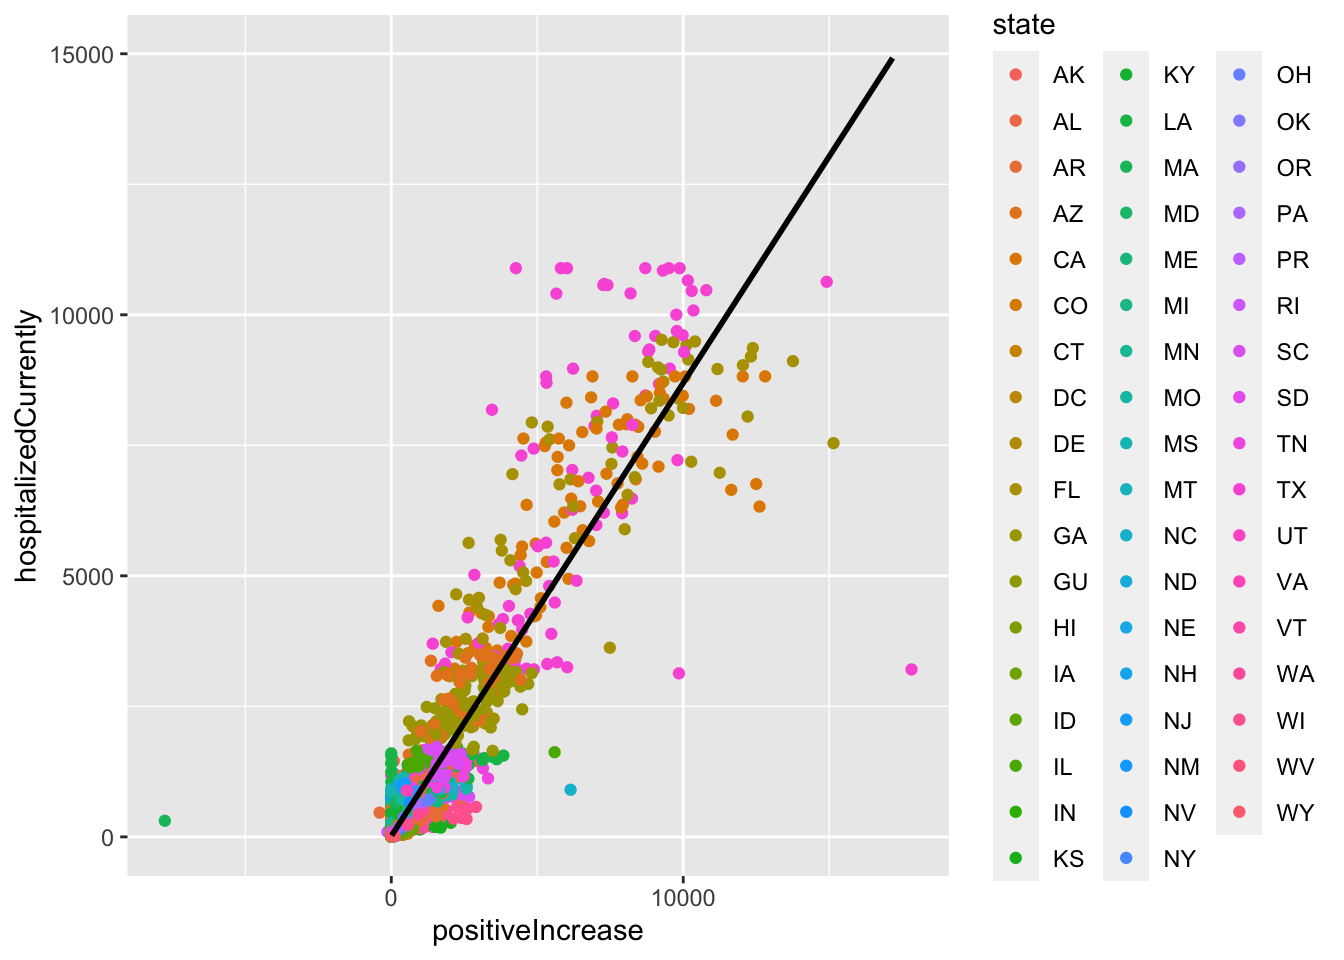 hospitalizedCurrently
15000
10000
5000
0
0
10000
positiveIncrease
state
AK
AL
AR
AZ
CA
CO
CT
DC
DE
FL
GA
GU
HI
IA
ID
IL
IN
KS
KY
LA
MA
MD
ME
MI
MN
MO
MS
MT
NC
ND
NE
NH
NJ
NM
NV
NY
OH
OK
OR
PA
PR
RI
SC
SD
TN
TX
UT
VA
VT
WA
WI
WV
WY